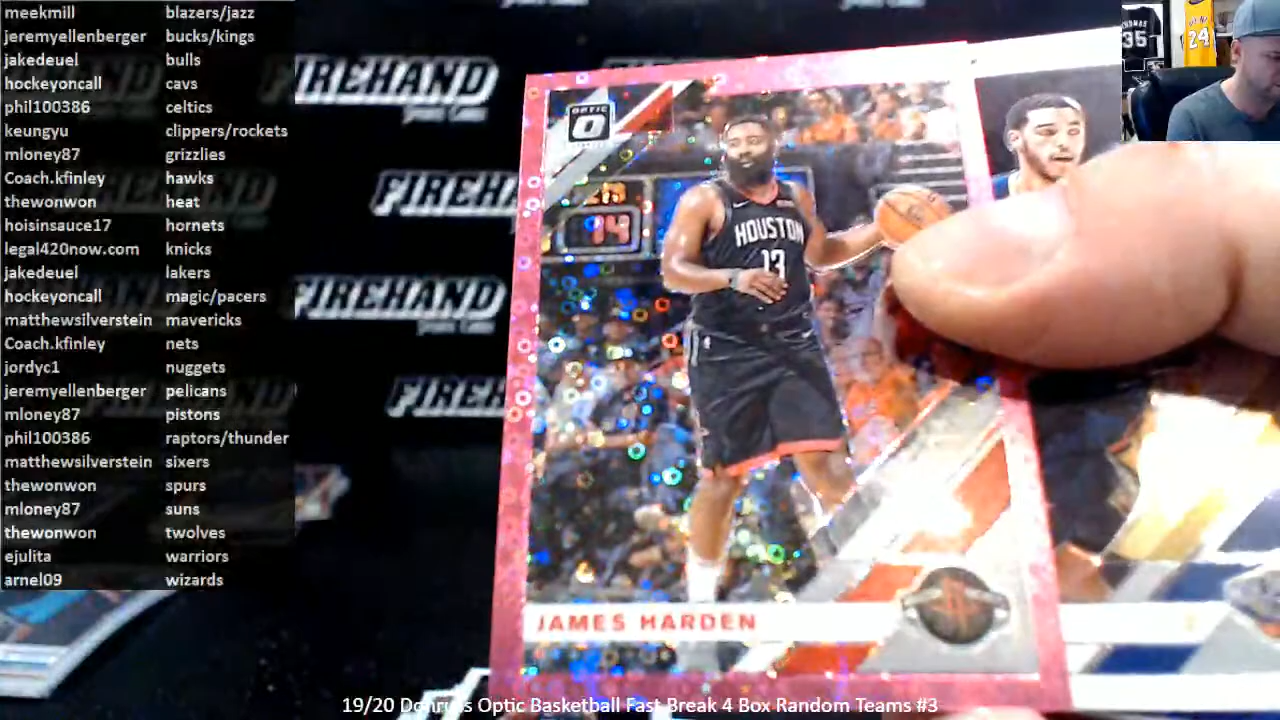 meekmill blazers/jazz
jeremyellenberger bucks/kings
jakedeuel bulls
hockeyoncall cavs
phil100386 celtics
keungyu clippers/rockets
mloney87 grizzlies
Coach.kfinley hawks
thewonwon heat
hoisinsauce17 hornets
legal420now.com knicks
jakedeuel lakers
hockeyoncall magic/pacers
matthewsilverstein mavericks
Coach.kfinley nets
jordyc1 nuggets
jeremyellenberger pelicans
mloney87 pistons
phil100386 raptors/thunder
matthewsilverstein sixers
thewonwon spurs
mloney87 suns
thewonwon twolves
ejulita warriors
arnel09 wizards
FIREHAND
FIREHAND
FIREHAND
FIREH
OPTIC
HOUSTON
13
14
JAMES HARDEN
35
24
19/20 Donruss Optic Basketball Fast Break 4 Box Random Teams #3